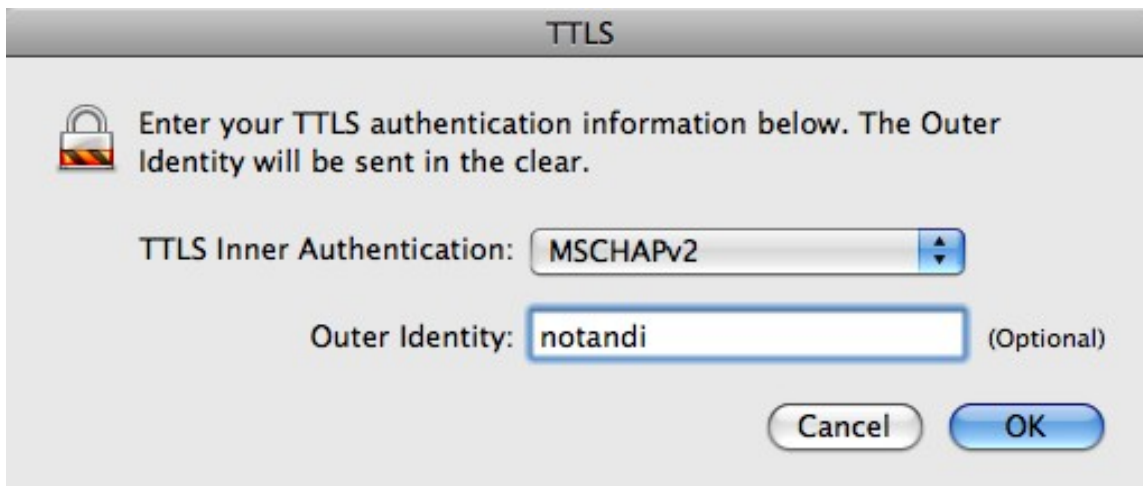 TTLS
Enter your TTLS authentication information below. The Outer
Identity will be sent in the clear.
TTLS Inner Authentication: MSCHAPv2
Outer Identity: notandi (Optional)
Cancel OK